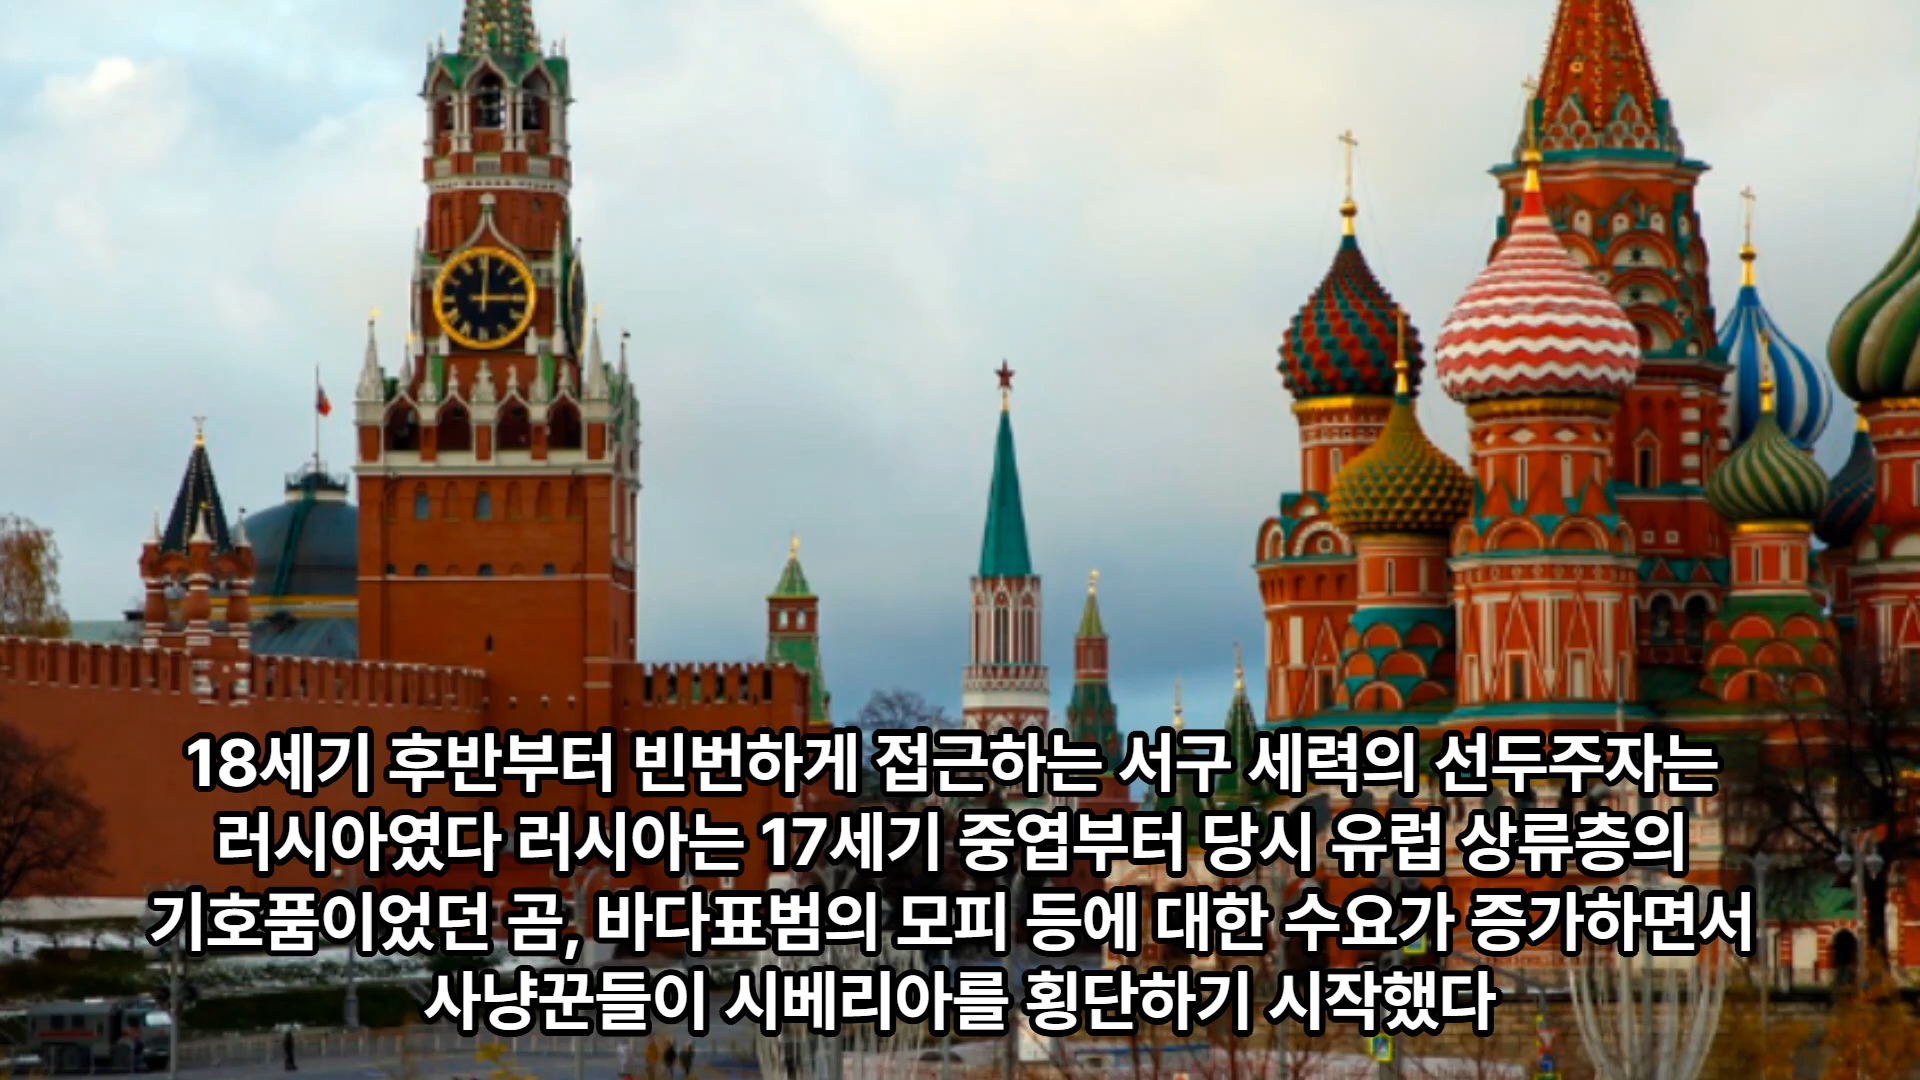 18세기 후반부터 빈번하게 접근하는 서구 세력의 선두주자는
러시아였다 러시아는 17세기 중엽부터 당시 유럽 상류층의
기호품이었던 곰, 바다표범의 모피 등에 대한 수요가 증가하면서
사냥꾼들이 시베리아를 횡단하기 시작했다